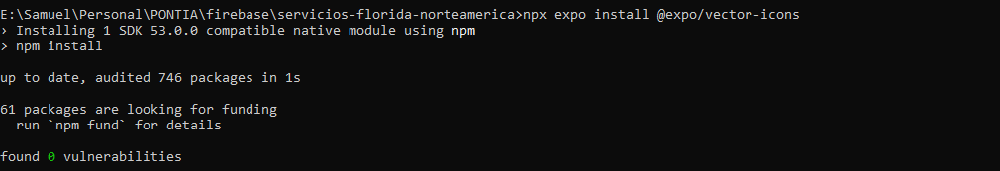 E:\Samuel\Personal\PONTIA\firebase\servicios-florida-norteamerica>npx expo install @expo/vector-icons
› Installing 1 SDK 53.0.0 compatible native module using npm
> npm install
up to date, audited 746 packages in 1s
61 packages are looking for funding
run `npm fund` for details
found 0 vulnerabilities